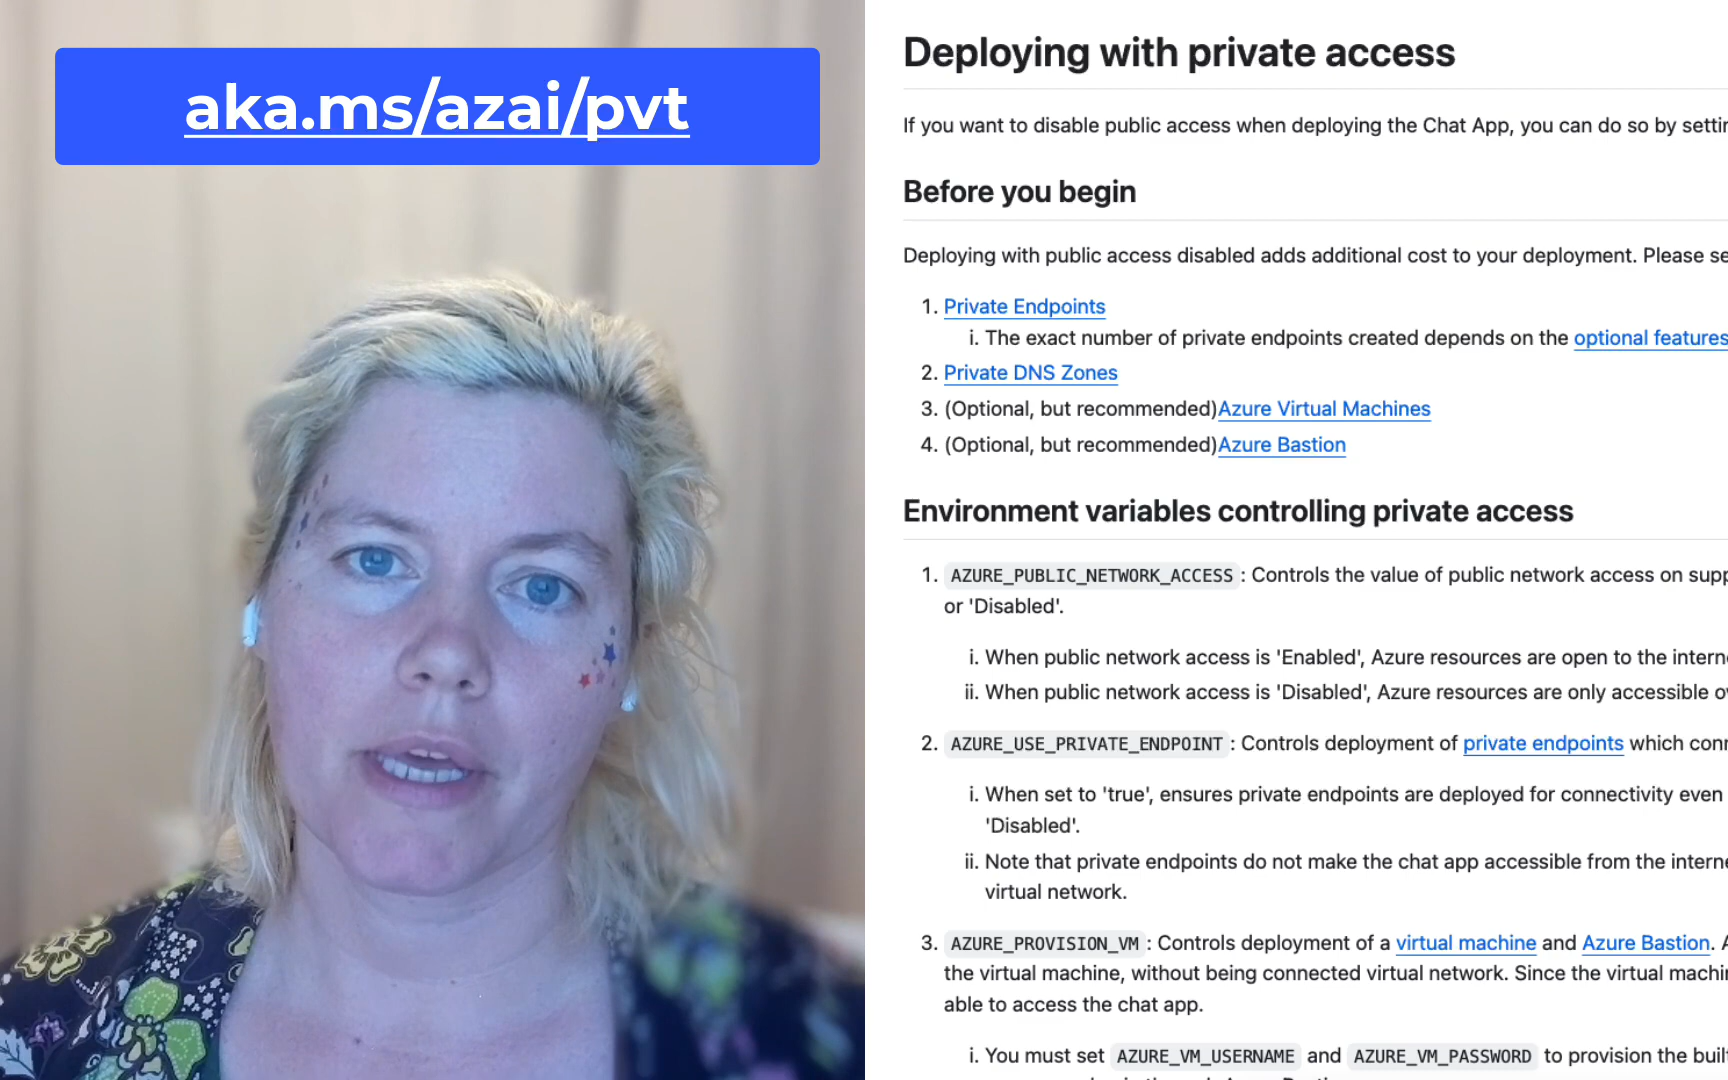 aka.ms/azai/pvt
Deploying with private access
If you want to disable public access when deploying the Chat App, you can do so by
Before you begin
Deploying with public access disabled adds additional cost to your deployment. Please
1. Private Endpoints
i. The exact number of private endpoints created depends on the optional features
2. Private DNS Zones
3. (Optional, but recommended)Azure Virtual Machines
4. (Optional, but recommended)Azure Bastion
Environment variables controlling private access
1. AZURE_PUBLIC_NETWORK_ACCESS: Controls the value of public network access on
or 'Disabled'.
i. When public network access is 'Enabled', Azure resources are open to the
ii. When public network access is 'Disabled', Azure resources are only accessible
2. AZURE_USE_PRIVATE_ENDPOINT: Controls deployment of private endpoints which
i. When set to 'true', ensures private endpoints are deployed for connectivity even
'Disabled'.
ii. Note that private endpoints do not make the chat app accessible from the
virtual network.
3. AZURE_PROVISION_VM: Controls deployment of a virtual machine and Azure Bastion.
the virtual machine, without being connected virtual network. Since the virtual
able to access the chat app.
i. You must set AZURE_VM_USERNAME and AZURE_VM_PASSWORD to provision the